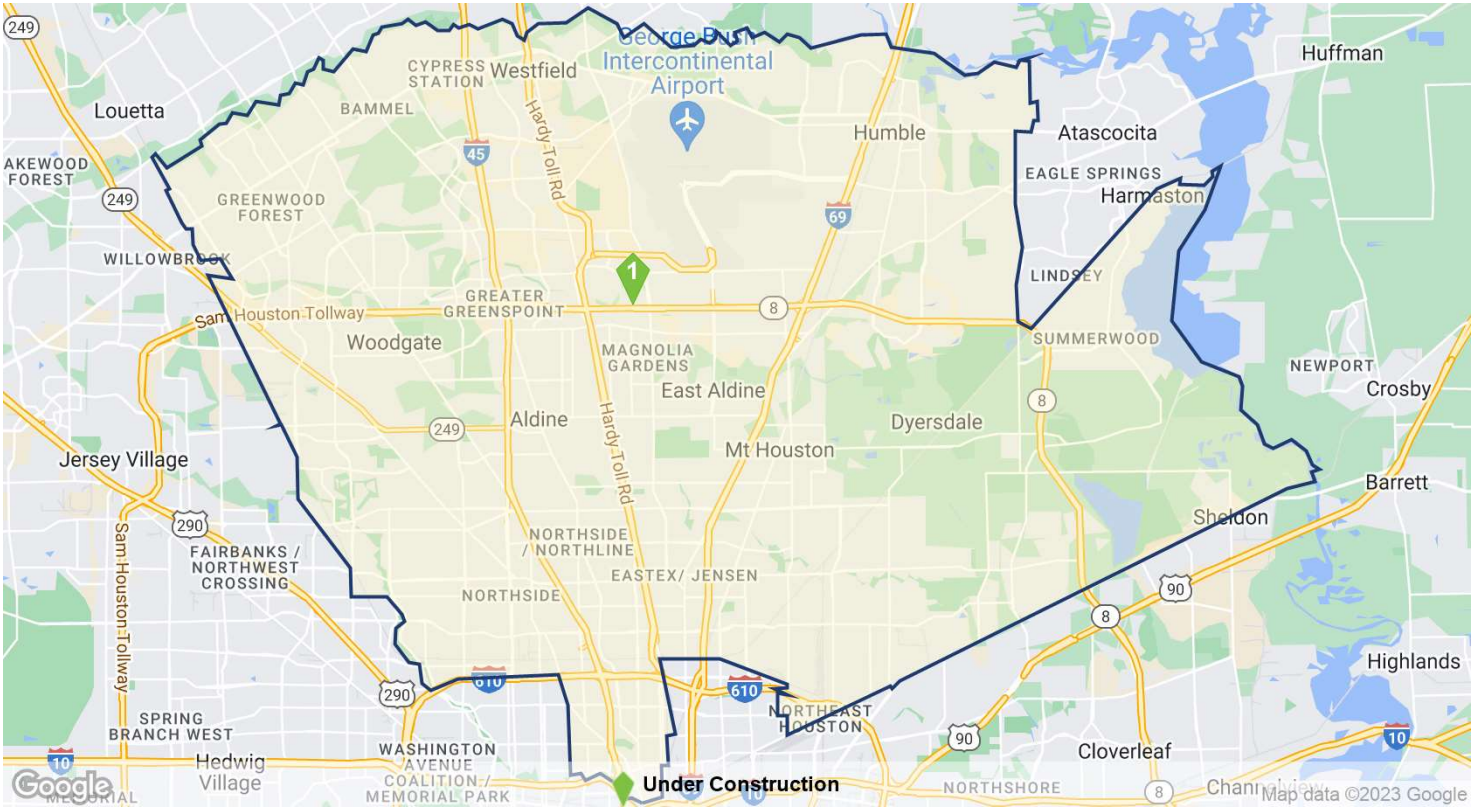 249
Louetta
CYPRESS
STATION
Westfield
BAMMEL
George Bush
Intercontinental
Airport
Huffman
Humble
Atascocita
EAGLE SPRINGS
Harmaston
AKEWOOD
FOREST
249
45
Hardy Toll Rd
GREENWOOD
FOREST
69
WILLOWBROOK
1
LINDSEY
GREATER
GREENSPOINT
8
Sam Houston Tollway
Woodgate
MAGNOLIA
GARDENS
SUMMERWOOD
NEWPORT
Crosby
East Aldine
8
249
Aldine
Hardy Toll Rd
Dyersdale
Mt Houston
Jersey Village
Barrett
290
Sheldon
Sam Houston Tollway
FAIRBANKS /
NORTHWEST
CROSSING
NORTHSIDE
/ NORTHLINE
EASTEX/ JENSEN
NORTHSIDE
90
8
Highlands
290
610
610
SPRING
BRANCH WEST
NORTHEAST
HOUSTON
90
10
Cloverleaf
10
Hedwig
Village
WASHINGTON
AVENUE
COALITION /
MEMORIAL PARK
Under Construction
10
NORTHSHORE
8
Channelview
Google
MEMORIAL
Map data ©2023 Google